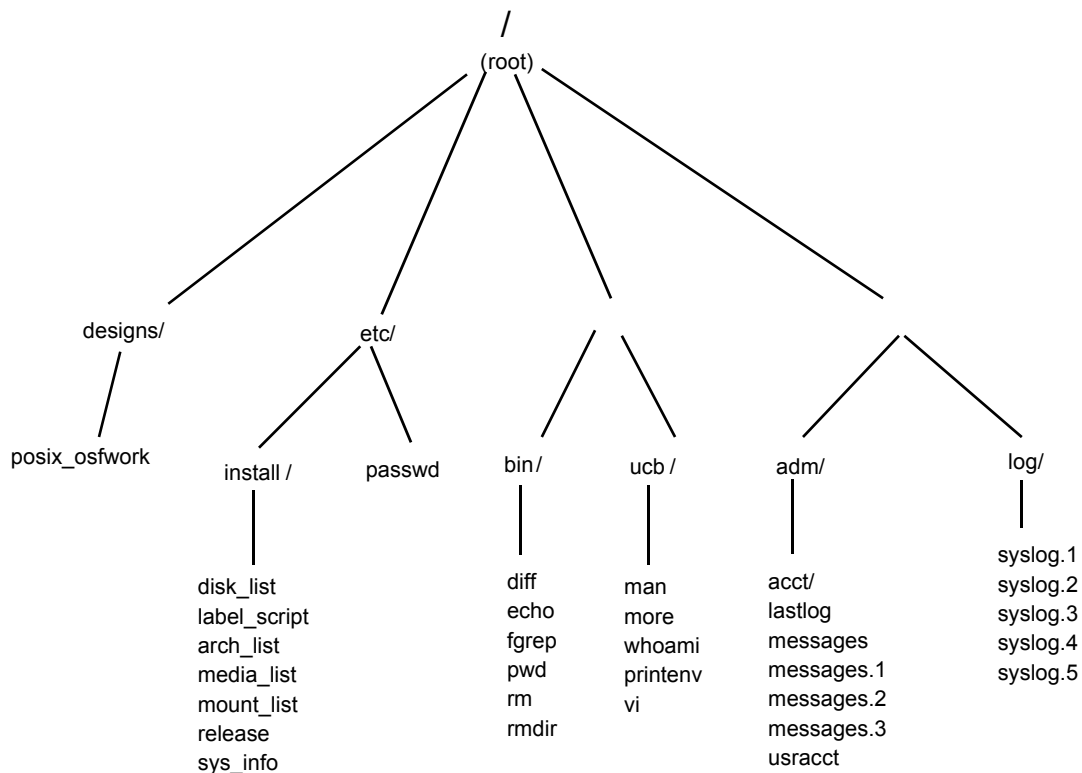 /
(root)
designs/
etc/
posix_osfwork
install /
passwd
bin/
ucb /
adm/
log/
disk_list
label_script
arch_list
media_list
mount_list
release
sys_info
diff
echo
fgrep
pwd
rm
rmdir
man
more
whoami
printenv
vi
acct/
lastlog
messages
messages.1
messages.2
messages.3
usracct
syslog.1
syslog.2
syslog.3
syslog.4
syslog.5